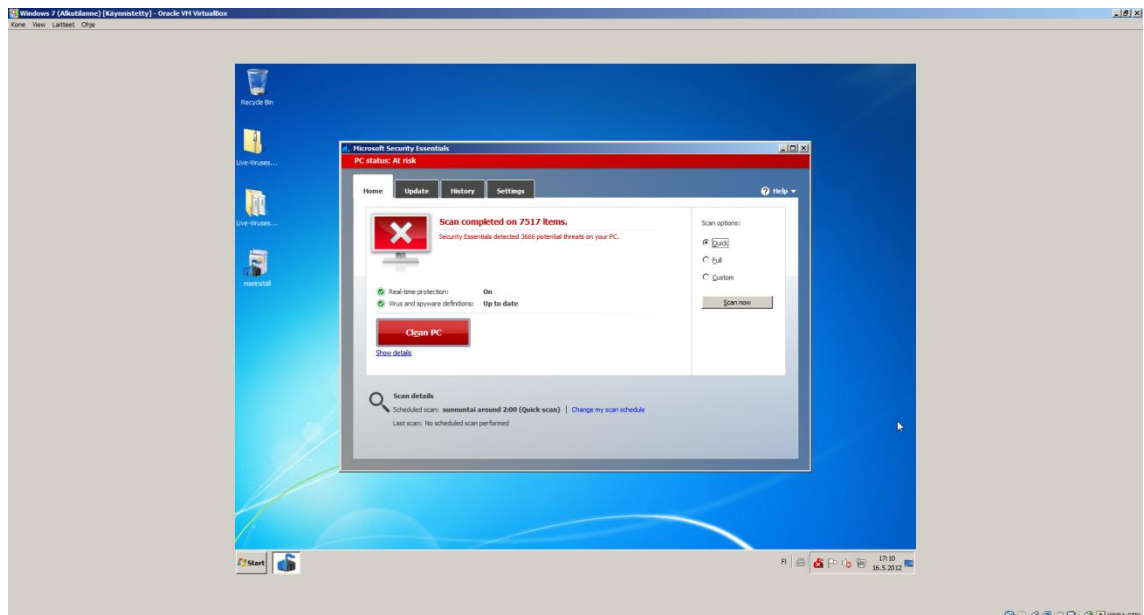 Windows 7 (Alkutilanne) [Käynnistetty] - Oracle VM VirtualBox
Kone View Laitteet Ohje
Recycle Bin
Live-Viruses...
Live-Viruses...
Microsoft Security Essentials
PC status: At risk
Home Update History Settings Help
Scan completed on 7517 items.
Security Essentials detected 3666 potential threats on your PC.
Scan options:
Quick
Full
Custom
Scan now
Real-time protection: On
Virus and spyware definitions: Up to date
Clean PC
Show details
Scan details
Scheduled scan: sunnuntai around 2:00 (Quick scan) | Change my scan schedule
Last scan: No scheduled scan performed
Start
FI
17:10
16.5.2012